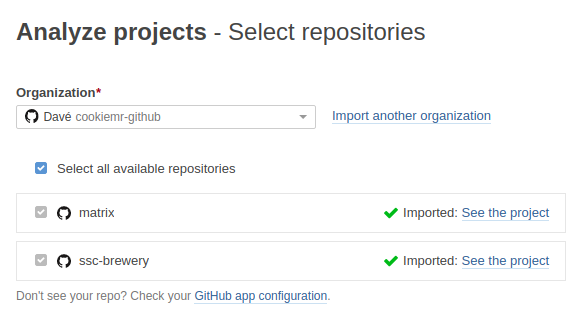 Analyze projects - Select repositories
Organization*
Davé cookiemr-github
Import another organization
Select all available repositories
matrix
Imported: See the project
ssc-brewery
Imported: See the project
Don't see your repo? Check your GitHub app configuration.